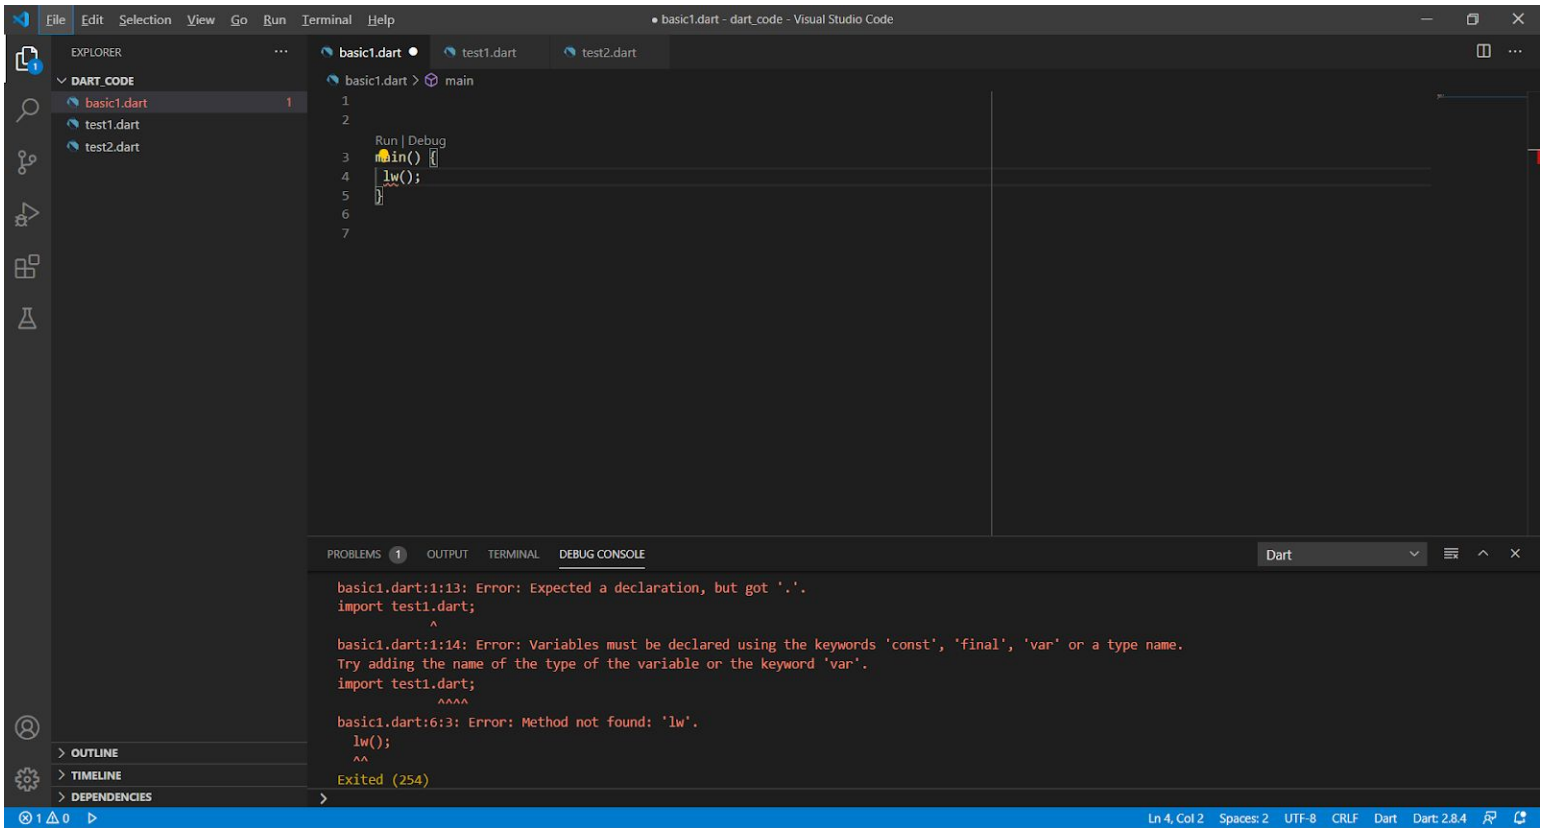 File Edit Selection View Go Run Terminal Help
● basic1.dart - dart_code - Visual Studio Code
EXPLORER ...
basic1.dart ● test1.dart test2.dart
DART_CODE
basic1.dart > main
basic1.dart 1
test1.dart
test2.dart
1
1
2
Run | Debug
3 main() {
4 lw();
5 }
6
7
PROBLEMS 1 OUTPUT TERMINAL DEBUG CONSOLE
Dart
basic1.dart:1:13: Error: Expected a declaration, but got '.'.
import test1.dart;
^
basic1.dart:1:14: Error: Variables must be declared using the keywords 'const', 'final', 'var' or a type name.
Try adding the name of the type of the variable or the keyword 'var'.
import test1.dart;
^^^^
basic1.dart:6:3: Error: Method not found: 'lw'.
lw();
^^
Exited (254)
>
OUTLINE
TIMELINE
DEPENDENCIES
1 0
Ln 4, Col 2 Spaces: 2 UTF-8 CRLF Dart Dart: 2.8.4